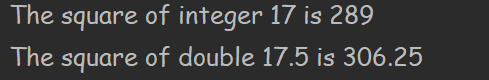 The square of integer 17 is 289
The square of double 17.5 is 306.25